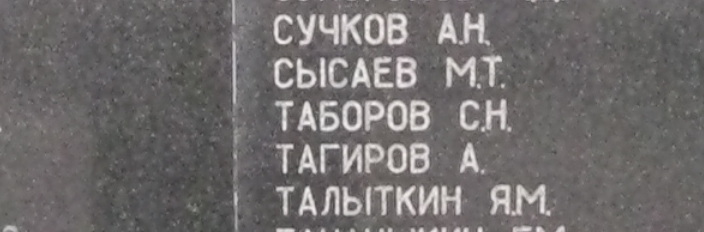 СУЧКОВ А.Н.
СЫСАЕВ М.Т.
ТАБОРОВ С.Н.
ТАГИРОВ А.
ТАЛЫТКИН Я.М.